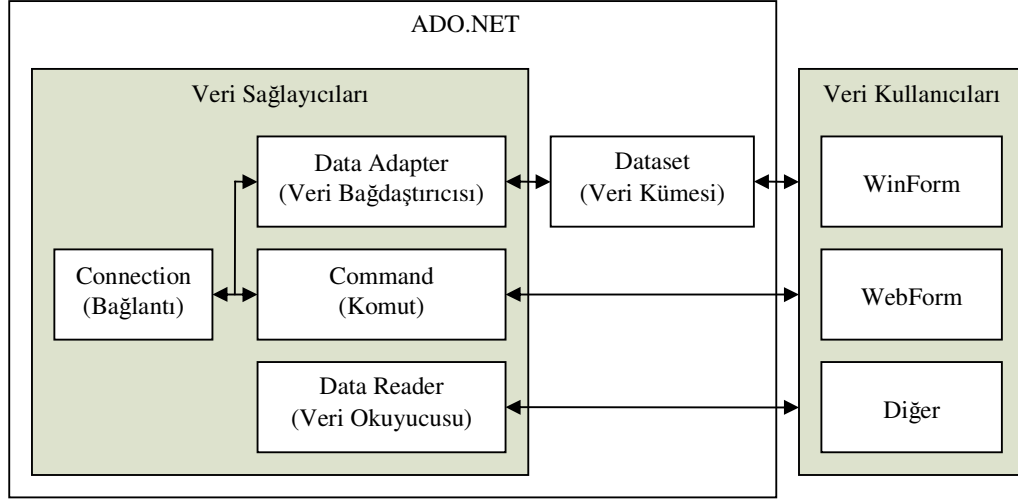 ADO.NET
Veri Sağlayıcıları
Data Adapter
(Veri Bağdaştırıcısı)
Connection
(Bağlantı)
Command
(Komut)
Data Reader
(Veri Okuyucusu)
Dataset
(Veri Kümesi)
Veri Kullanıcıları
WinForm
WebForm
Diğer